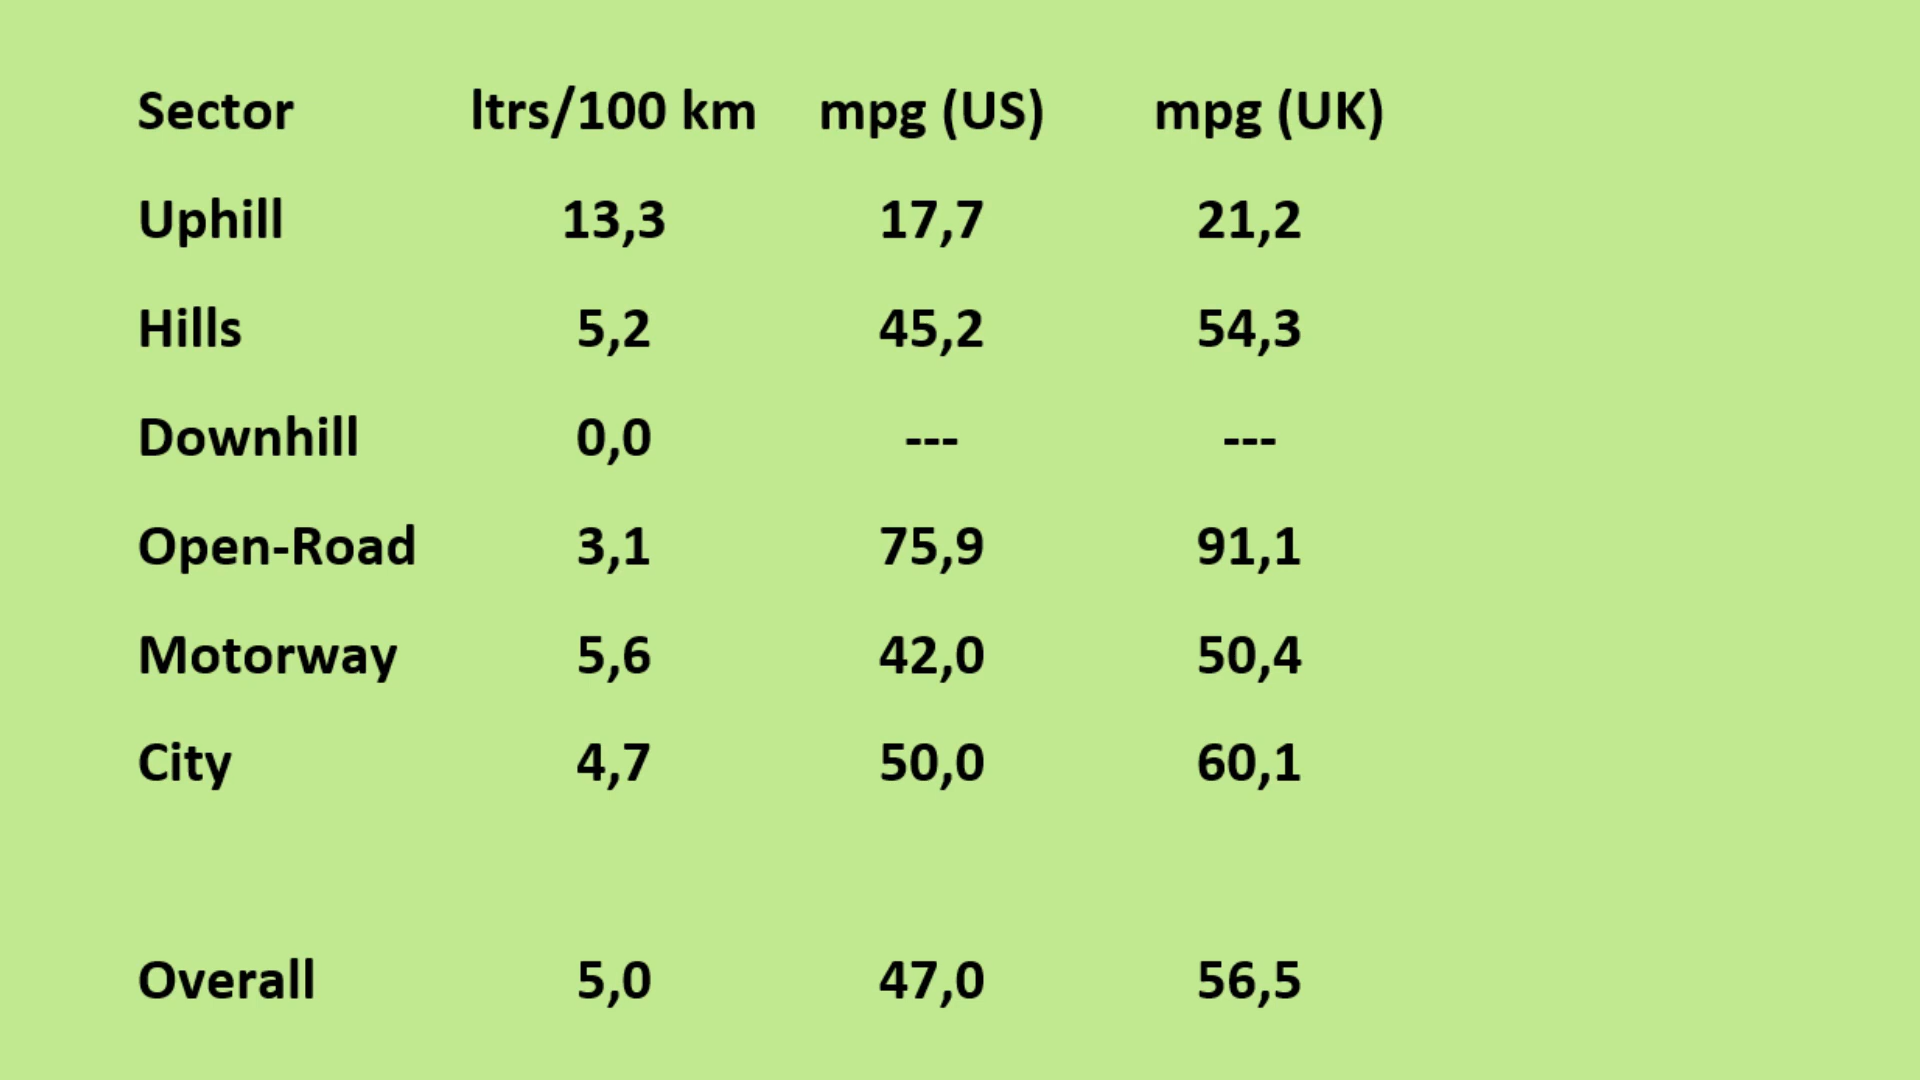 Sector ltrs/100 km mpg (US) mpg (UK)
Uphill 13,3 17,7 21,2
Hills 5,2 45,2 54,3
Downhill 0,0 --- ---
Open-Road 3,1 75,9 91,1
Motorway 5,6 42,0 50,4
City 4,7 50,0 60,1
Overall 5,0 47,0 56,5